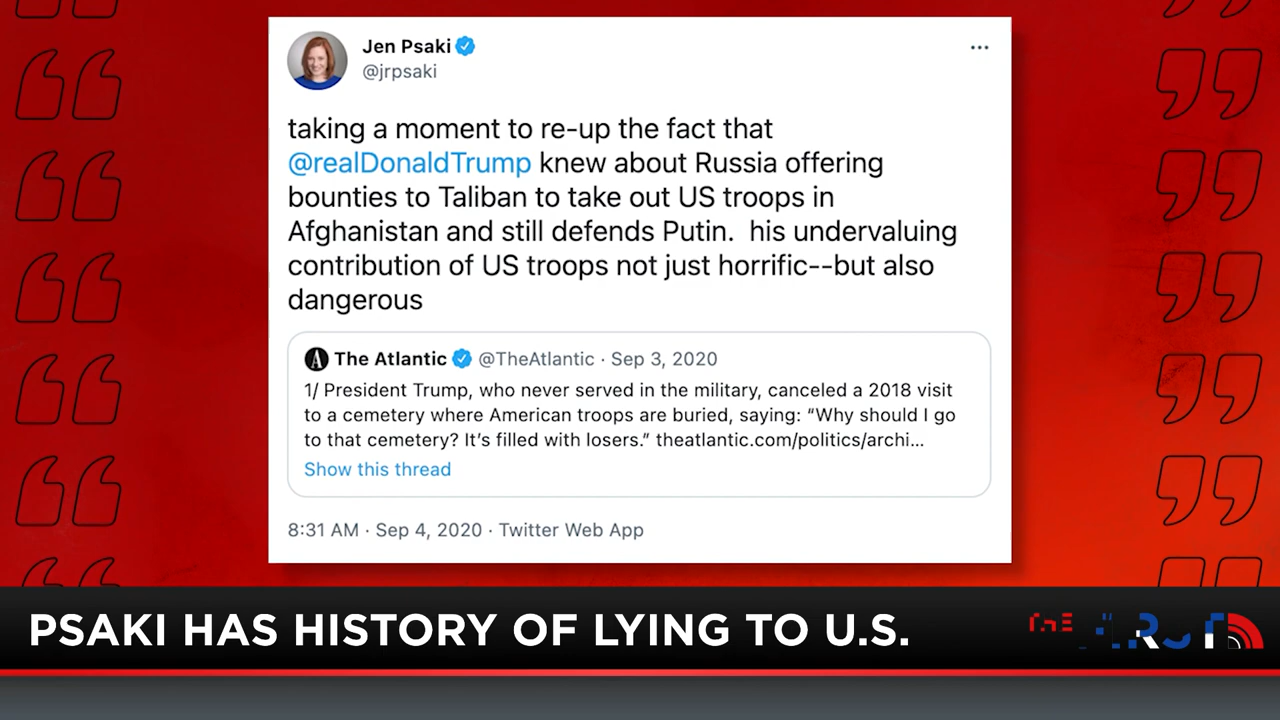 Jen Psaki
@jrpsaki
taking a moment to re-up the fact that
@realDonaldTrump knew about Russia offering
bounties to Taliban to take out US troops in
Afghanistan and still defends Putin.  his undervaluing
contribution of US troops not just horrific--but also
dangerous
The Atlantic @TheAtlantic · Sep 3, 2020
1/ President Trump, who never served in the military, canceled a 2018 visit
to a cemetery where American troops are buried, saying: “Why should I go
to that cemetery? It’s filled with losers.” theatlantic.com/politics/archi...
Show this thread
8:31 AM · Sep 4, 2020 · Twitter Web App
PSAKI HAS HISTORY OF LYING TO U.S.
THE